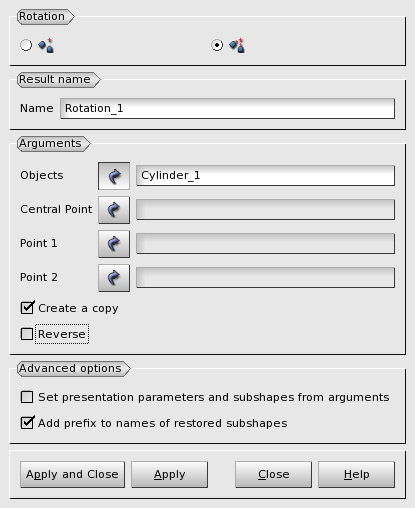 Rotation
Result name
Name Rotation_1
Arguments
Objects Cylinder_1
Central Point
Point 1
Point 2
Create a copy
Reverse
Advanced options
Set presentation parameters and subshapes from arguments
Add prefix to names of restored subshapes
Apply and Close Apply Close Help